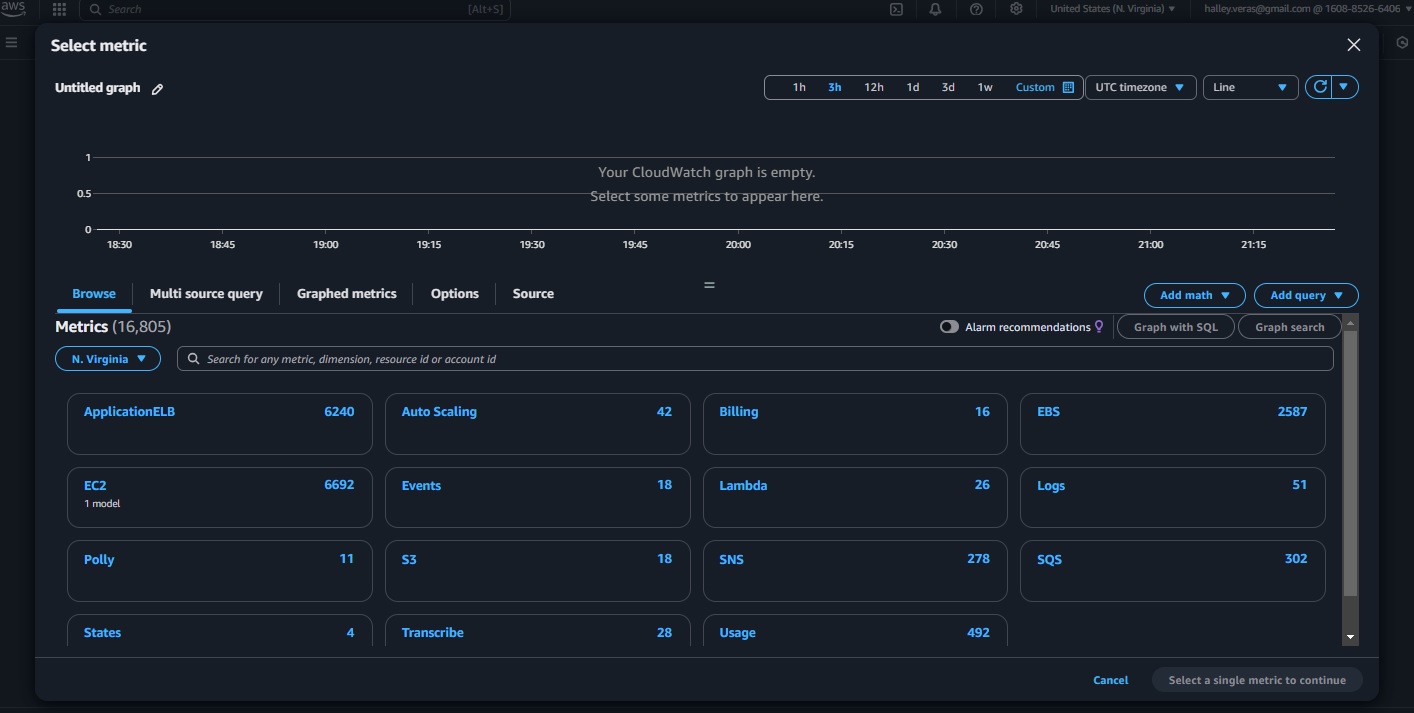 aws
Search [Alt+S] United States (N. Virginia) halley.veras@gmail.com @ 1608-8526-6406
Select metric
Untitled graph 1h 3h 12h 1d 3d 1w Custom UTC timezone Line
1
Your CloudWatch graph is empty.
0.5
Select some metrics to appear here.
0
18:30 18:45 19:00 19:15 19:30 19:45 20:00 20:15 20:30 20:45 21:00 21:15
Browse Multi source query Graphed metrics Options Source Add math Add query
Metrics (16,805) Alarm recommendations Graph with SQL Graph search
N. Virginia Search for any metric, dimension, resource id or account id
ApplicationELB 6240 Auto Scaling 42 Billing 16 EBS 2587
EC2 6692 Events 18 Lambda 26 Logs 51
1 model
Polly 11 S3 18 SNS 278 SQS 302
States 4 Transcribe 28 Usage 492
Cancel Select a single metric to continue